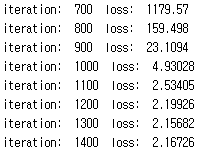 iteration:  700  loss:  1179.57
iteration:  800  loss:  159.498
iteration:  900  loss:  23.1094
iteration:  1000  loss:  4.93028
iteration:  1100  loss:  2.53405
iteration:  1200  loss:  2.19926
iteration:  1300  loss:  2.15682
iteration:  1400  loss:  2.16726